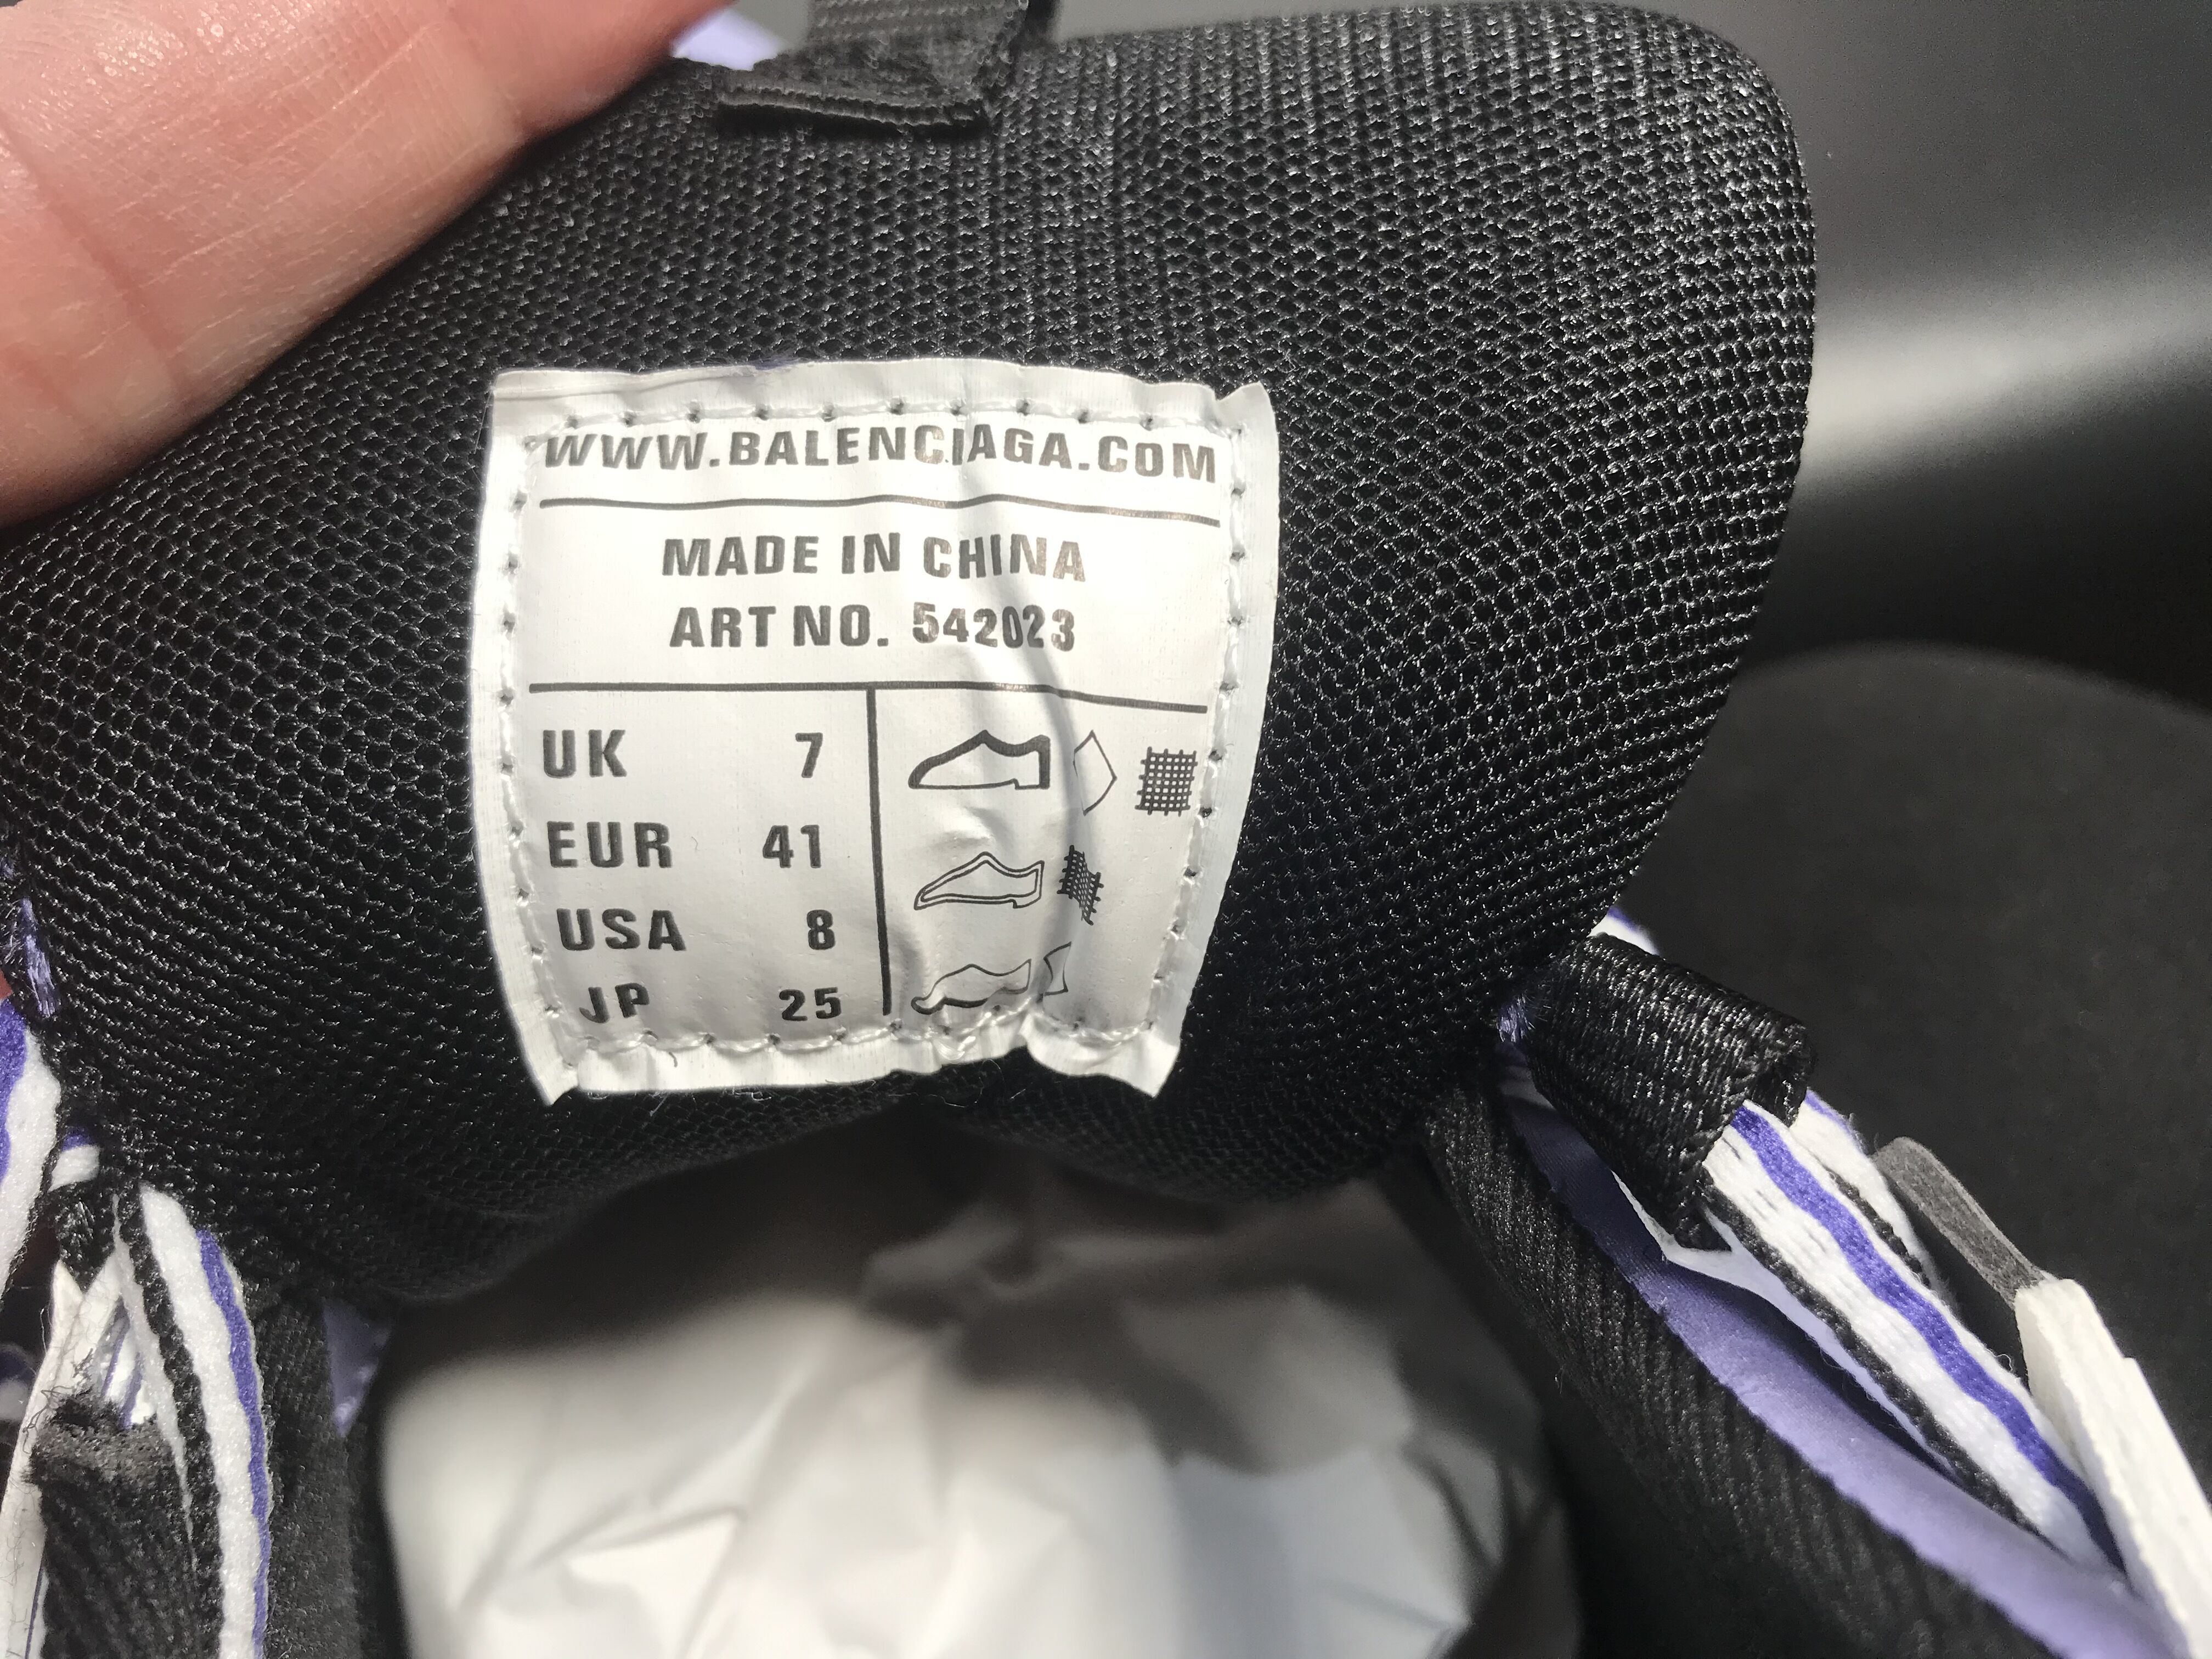 WWW.BALENCIAGA.COM
MADE IN CHINA
ART NO. 542023
UK 7
EUR 41
USA 8
JP 25